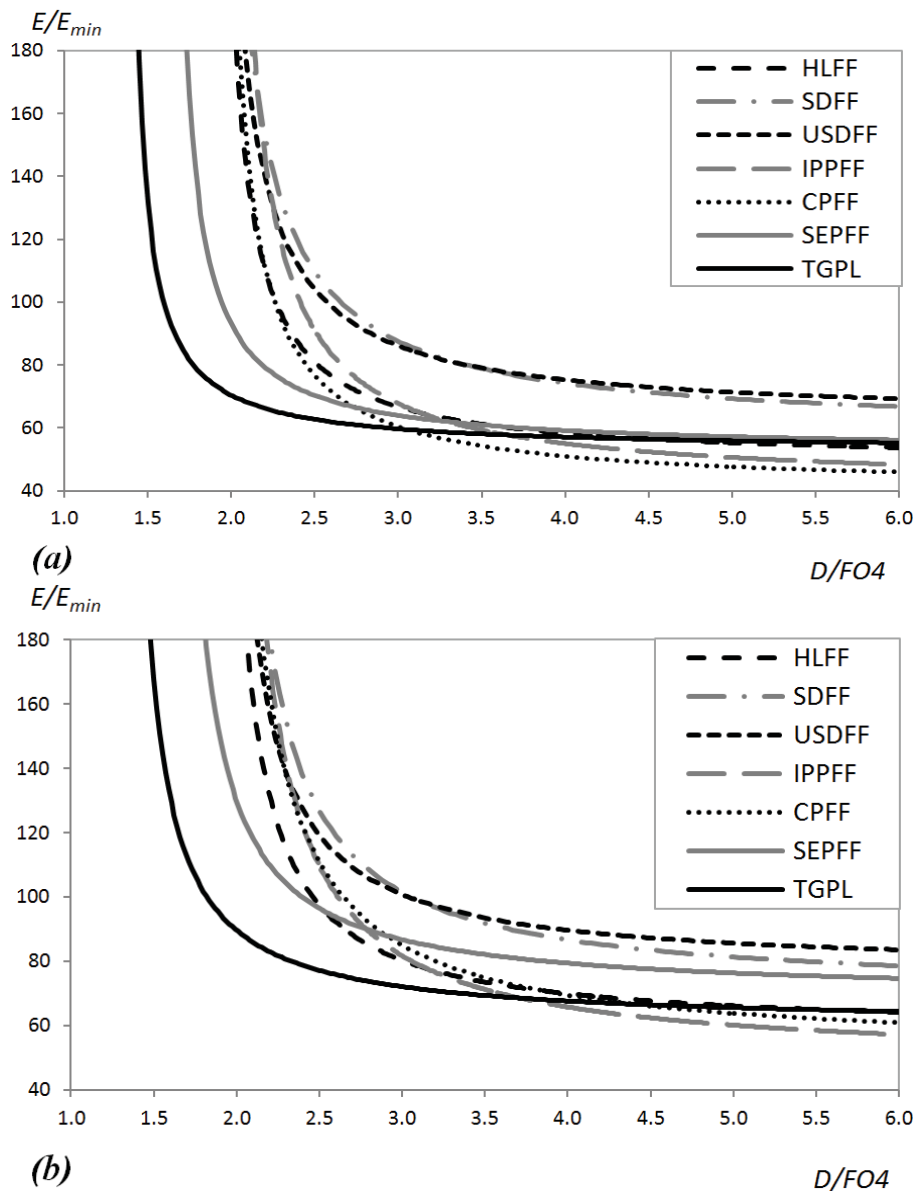 E/Emin
180
160
140
120
100
80
60
40
1.0 1.5 2.0 2.5 3.0 3.5 4.0 4.5 5.0 5.5 6.0
HLFF
SDFF
USDFF
IPPFF
CPFF
SEPFF
TGPL
(a)
D/FO4
E/Emin
180
160
140
120
100
80
60
40
1.0 1.5 2.0 2.5 3.0 3.5 4.0 4.5 5.0 5.5 6.0
HLFF
SDFF
USDFF
IPPFF
CPFF
SEPFF
TGPL
(b)
D/FO4